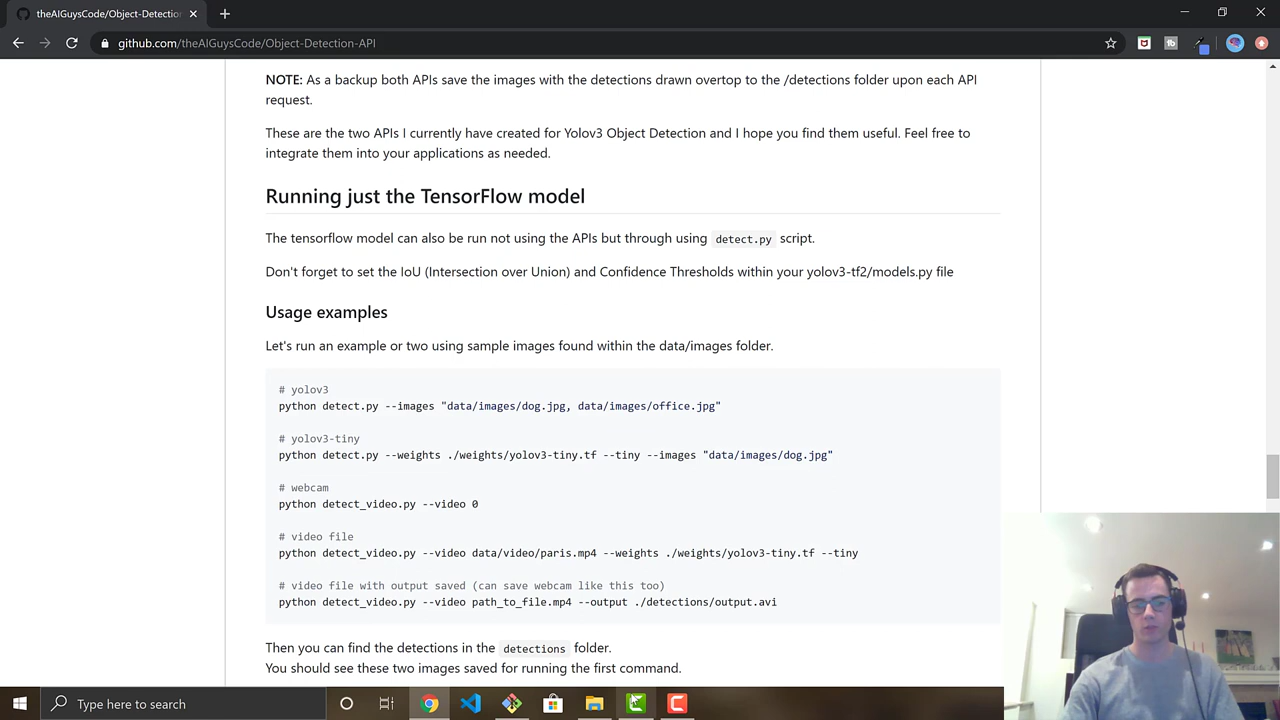 theAIGuysCode/Object-Detection
github.com/theAIGuysCode/Object-Detection-API
NOTE: As a backup both APIs save the images with the detections drawn overtop to the /detections folder upon each API
request.
These are the two APIs I currently have created for Yolov3 Object Detection and I hope you find them useful. Feel free to
integrate them into your applications as needed.
Running just the TensorFlow model
The tensorflow model can also be run not using the APIs but through using detect.py script.
Don't forget to set the IoU (Intersection over Union) and Confidence Thresholds within your yolov3-tf2/models.py file
Usage examples
Let's run an example or two using sample images found within the data/images folder.
# yolov3
python detect.py --images "data/images/dog.jpg, data/images/office.jpg"
# yolov3-tiny
python detect.py --weights ./weights/yolov3-tiny.tf --tiny --images "data/images/dog.jpg"
# webcam
python detect_video.py --video 0
# video file
python detect_video.py --video data/video/paris.mp4 --weights ./weights/yolov3-tiny.tf --tiny
# video file with output saved (can save webcam like this too)
python detect_video.py --video path_to_file.mp4 --output ./detections/output.avi
Then you can find the detections in the detections folder.
You should see these two images saved for running the first command.
Type here to search